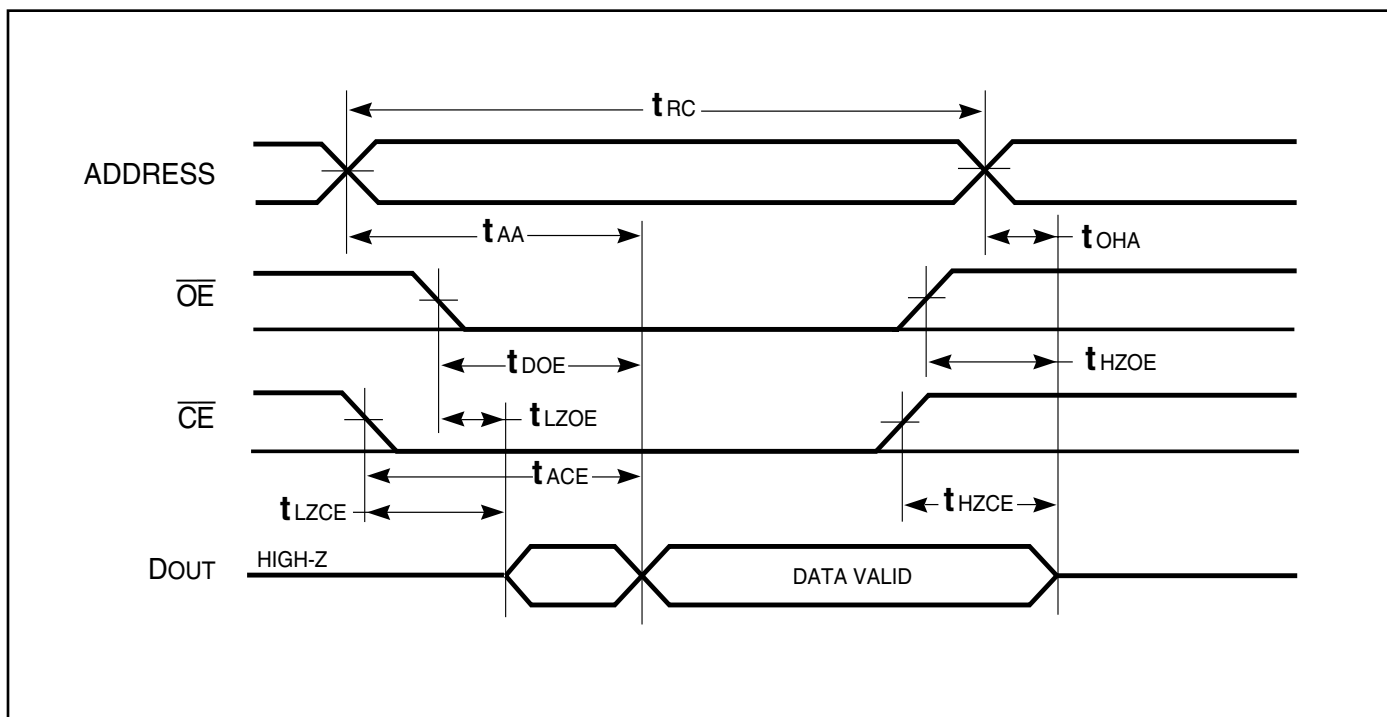 tRC
ADDRESS
tAA
tOHA
OE
tDOE
tHZOE
CE
tLZOE
tACE
tLZCE
tHZCE
DOUT
HIGH-Z
DATA VALID